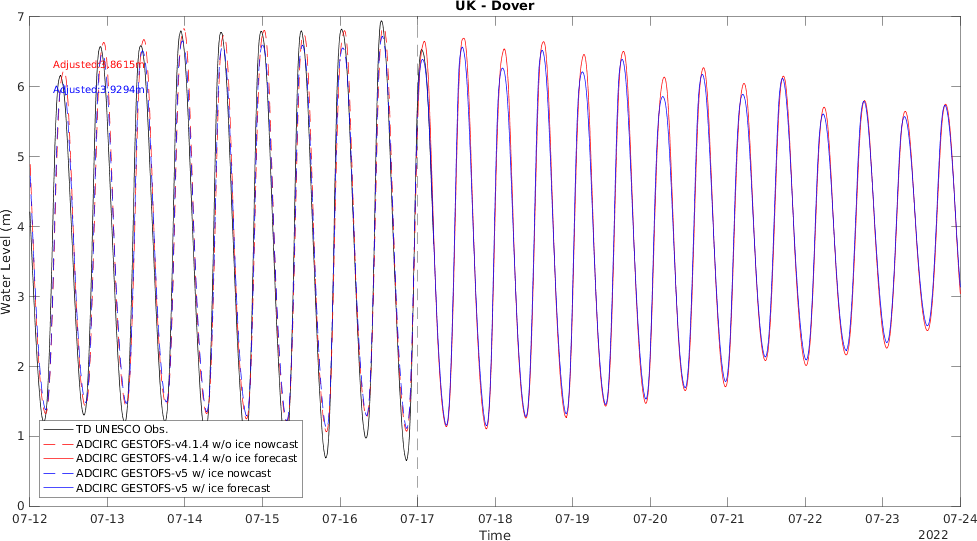 UK - Dover
7
Adjusted:3.8615m
6
Adjusted:3.9294m
5
4
Water Level (m)
3
2
1
0
TD UNESCO Obs.
ADCIRC GESTOFS-v4.1.4 w/o ice nowcast
ADCIRC GESTOFS-v4.1.4 w/o ice forecast
ADCIRC GESTOFS-v5 w/ ice nowcast
ADCIRC GESTOFS-v5 w/ ice forecast
07-12 07-13 07-14 07-15 07-16 07-17 07-18 07-19 07-20 07-21 07-22 07-23 07-24
Time 2022